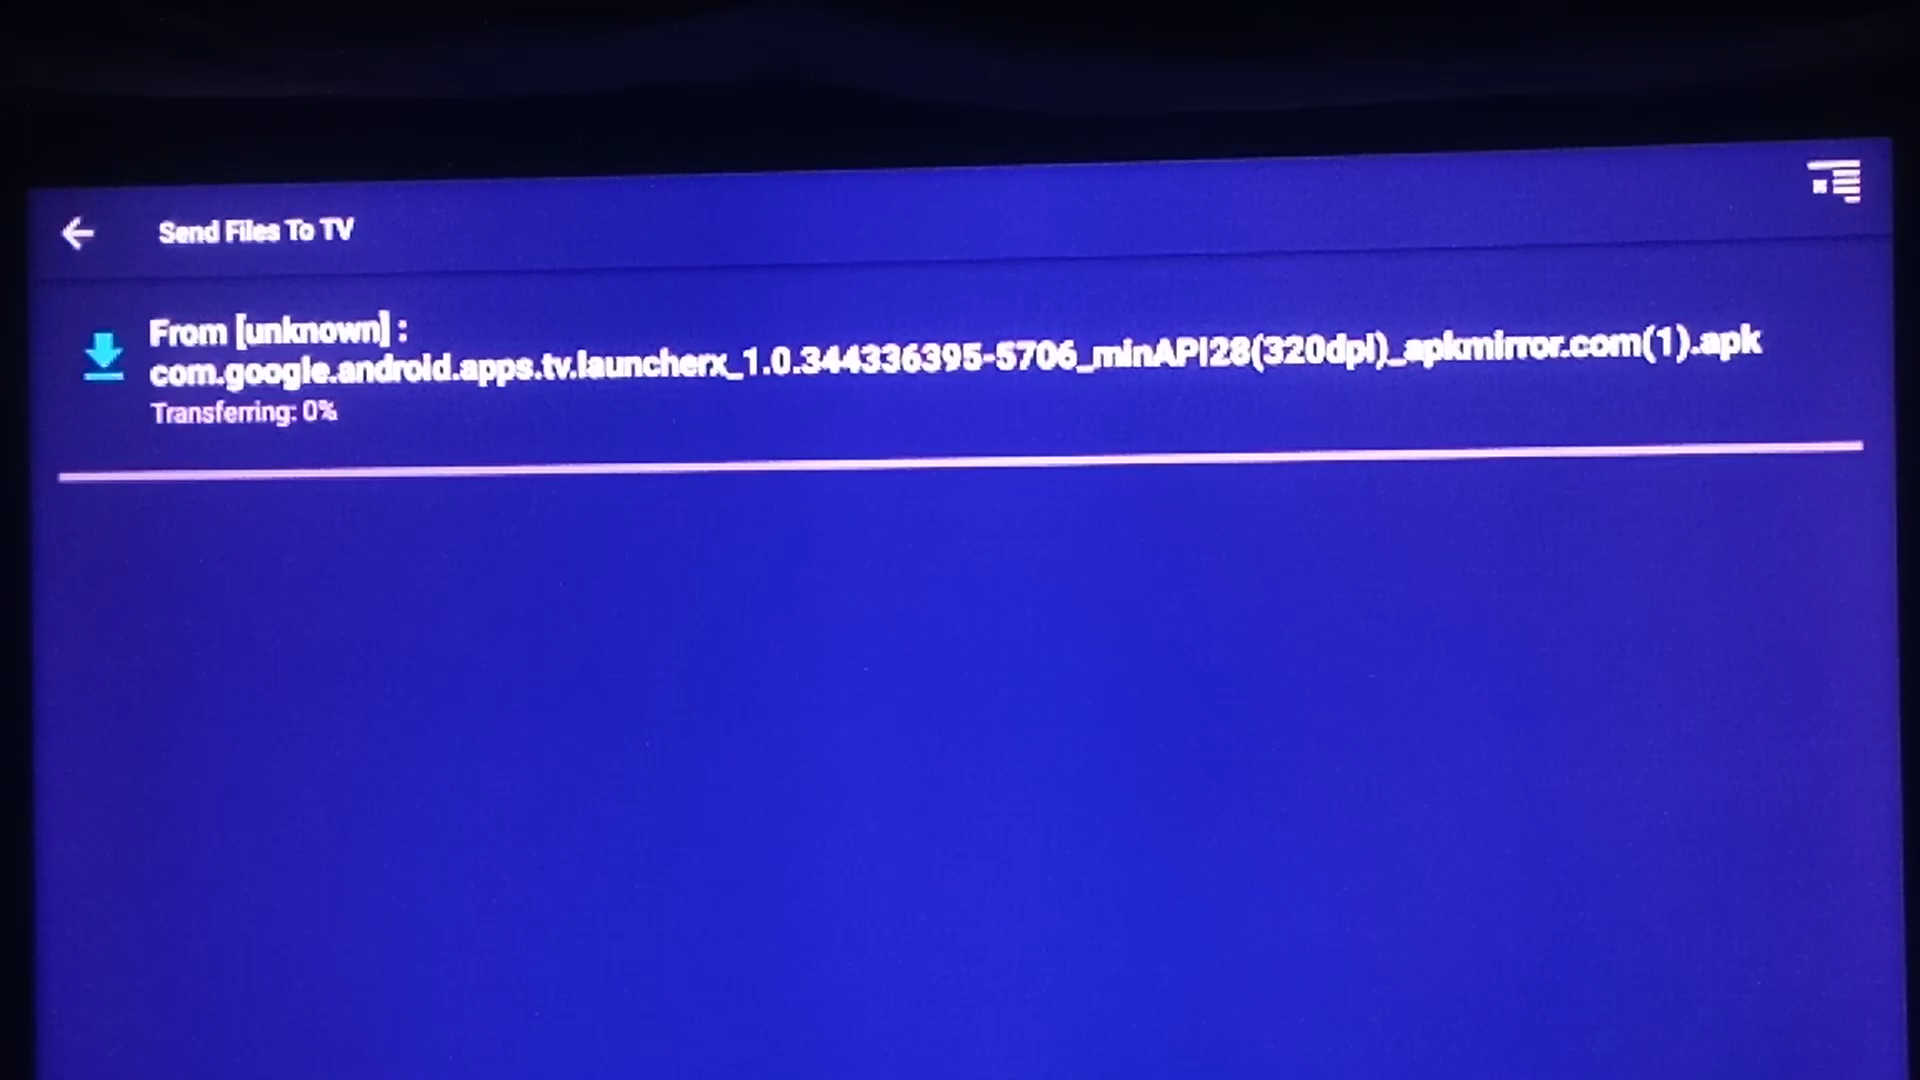 Send Files To TV
From [unknown] :
com.google.android.apps.tv.launcherx_1.0.344336395-5706_minAPI28(320dpi)_apkmirror.com(1).apk
Transferring: 0%